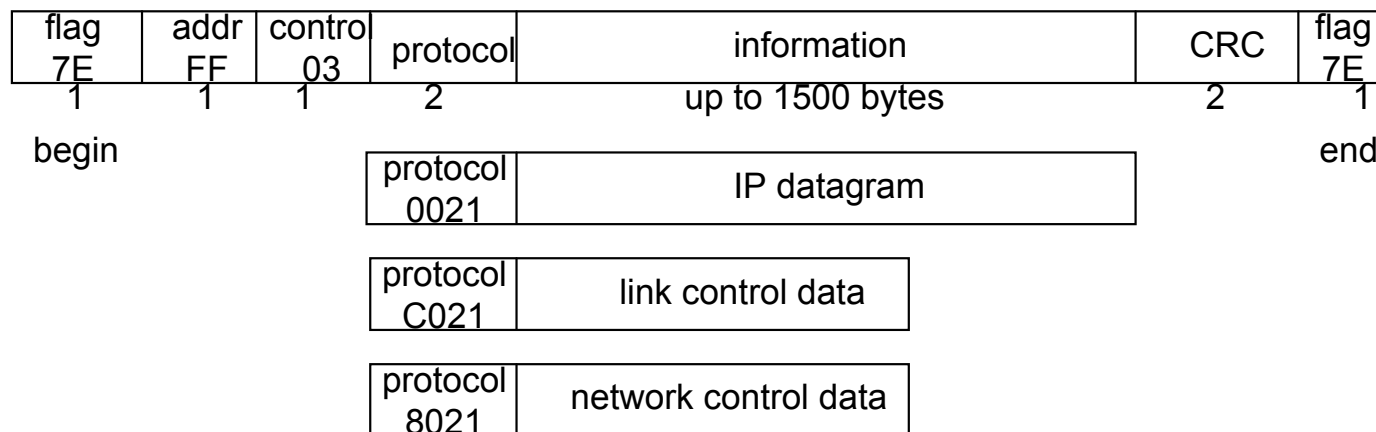 flag addr control protocol information CRC flag
7E FF 03 7E
1 1 1 2 up to 1500 bytes 2 1
begin end
protocol IP datagram
0021
protocol link control data
C021
protocol network control data
8021